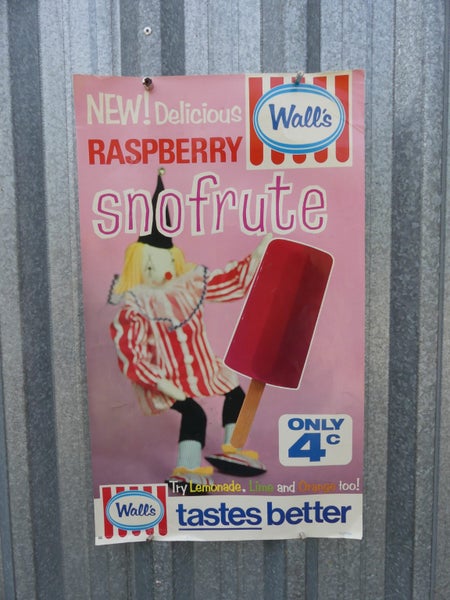 NEW! Delicious
Wall's
RASPBERRY
snofrute
ONLY
4c
Try Lemonade, Lime and Orange too!
Wall's
tastes better